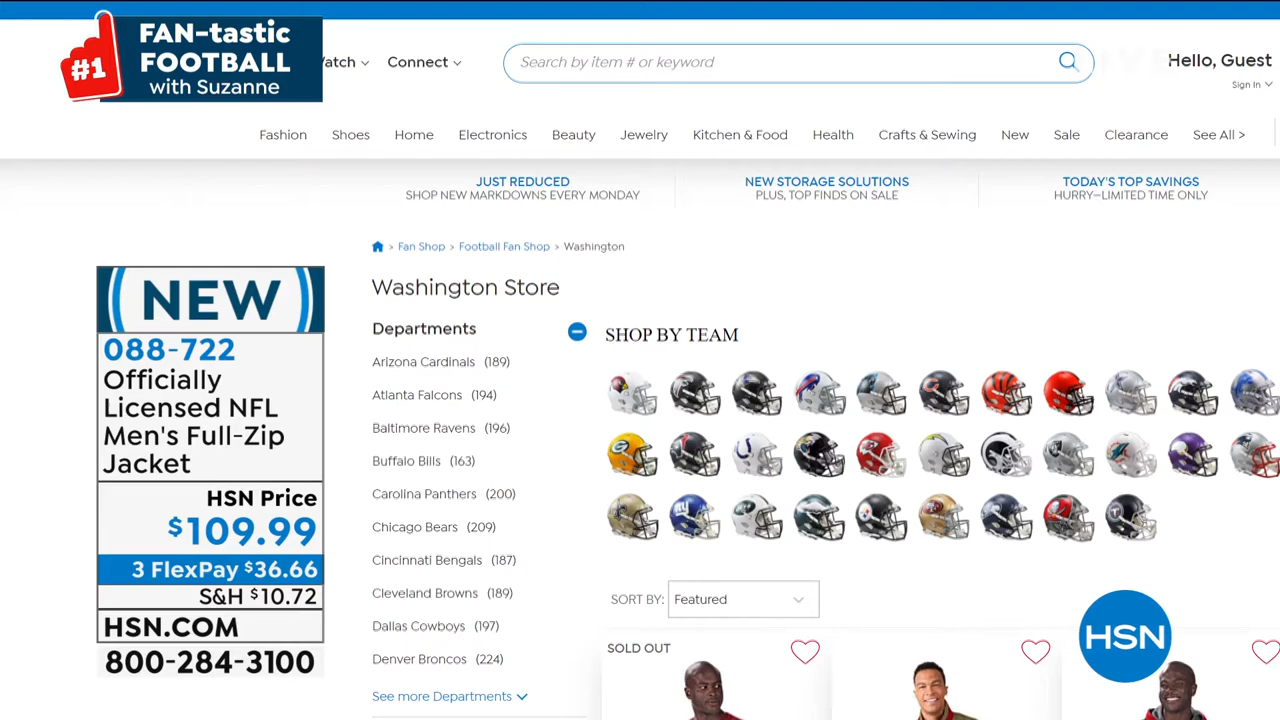 #1
FAN-tastic
FOOTBALL
with Suzanne
Connect
Search by item # or keyword
Hello, Guest
Sign In
Fashion Shoes Home Electronics Beauty Jewelry Kitchen & Food Health Crafts & Sewing New Sale Clearance See All >
JUST REDUCED
SHOP NEW MARKDOWNS EVERY MONDAY
NEW STORAGE SOLUTIONS
PLUS, TOP FINDS ON SALE
TODAY'S TOP SAVINGS
HURRY—LIMITED TIME ONLY
> Fan Shop > Football Fan Shop > Washington
Washington Store
NEW
088-722
Officially
Licensed NFL
Men's Full-Zip
Jacket
HSN Price
$109.99
3 FlexPay $36.66
S&H $10.72
HSN.COM
800-284-3100
Departments
Arizona Cardinals (189)
Atlanta Falcons (194)
Baltimore Ravens (196)
Buffalo Bills (163)
Carolina Panthers (200)
Chicago Bears (209)
Cincinnati Bengals (187)
Cleveland Browns (189)
Dallas Cowboys (197)
Denver Broncos (224)
See more Departments
SHOP BY TEAM
SORT BY: Featured
SOLD OUT
HSN